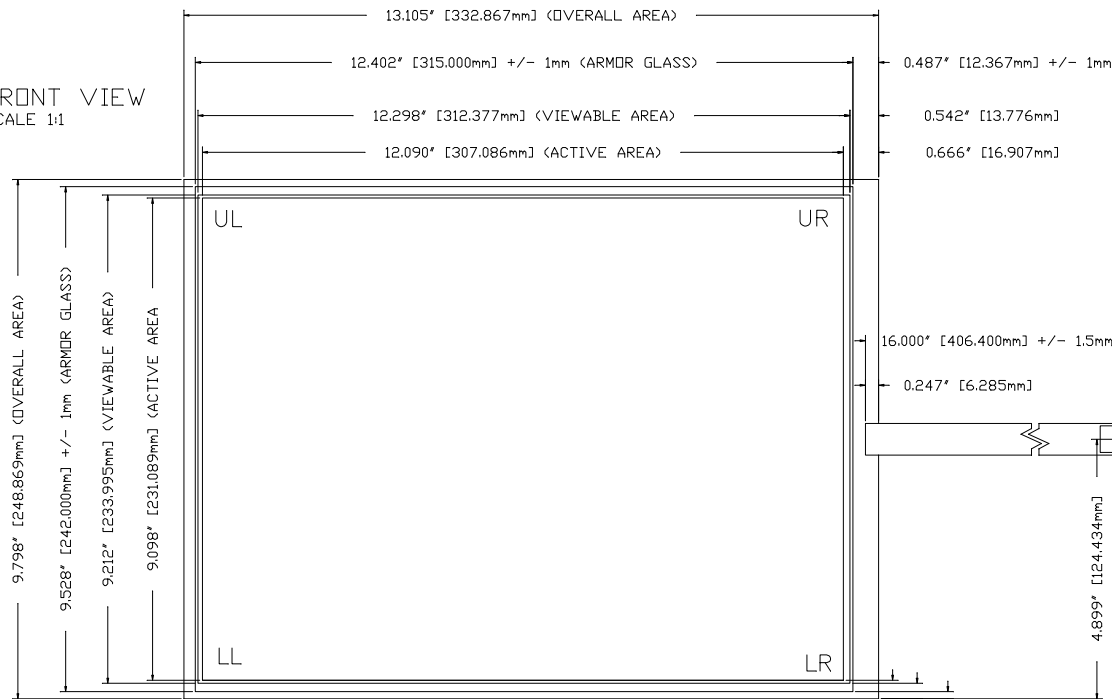 13.105" [332.867mm] (OVERALL AREA)
12.402" [315.000mm] +/- 1mm (ARMOR GLASS)
0.487" [12.367mm] +/- 1mm
RONT VIEW
CALE 1:1
12.298" [312.377mm] (VIEWABLE AREA)
0.542" [13.776mm]
12.090" [307.086mm] (ACTIVE AREA)
0.666" [16.907mm]
UL
UR
9.798" [248.869mm] (OVERALL AREA)
9.528" [242.000mm] +/- 1mm (ARMOR GLASS)
9.212" [233.995mm] (VIEWABLE AREA)
9.098" [231.089mm] (ACTIVE AREA
16.000" [406.400mm] +/- 1.5mm
0.247" [6.285mm]
4.899" [124.434mm]
LL
LR